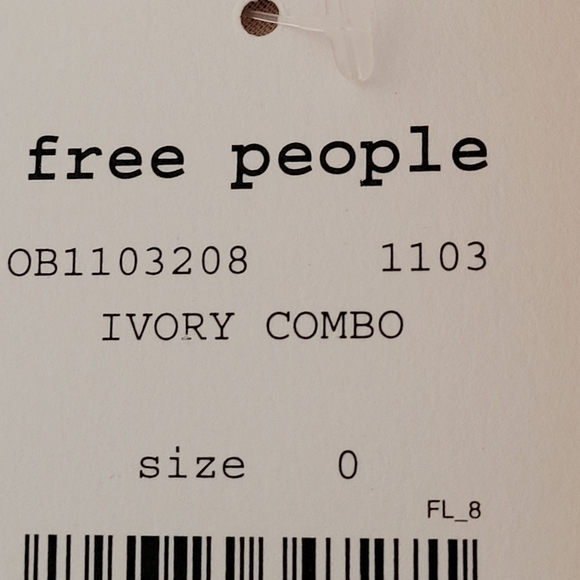 free people
OB1103208 1103
IVORY COMBO
size 0
FL_8